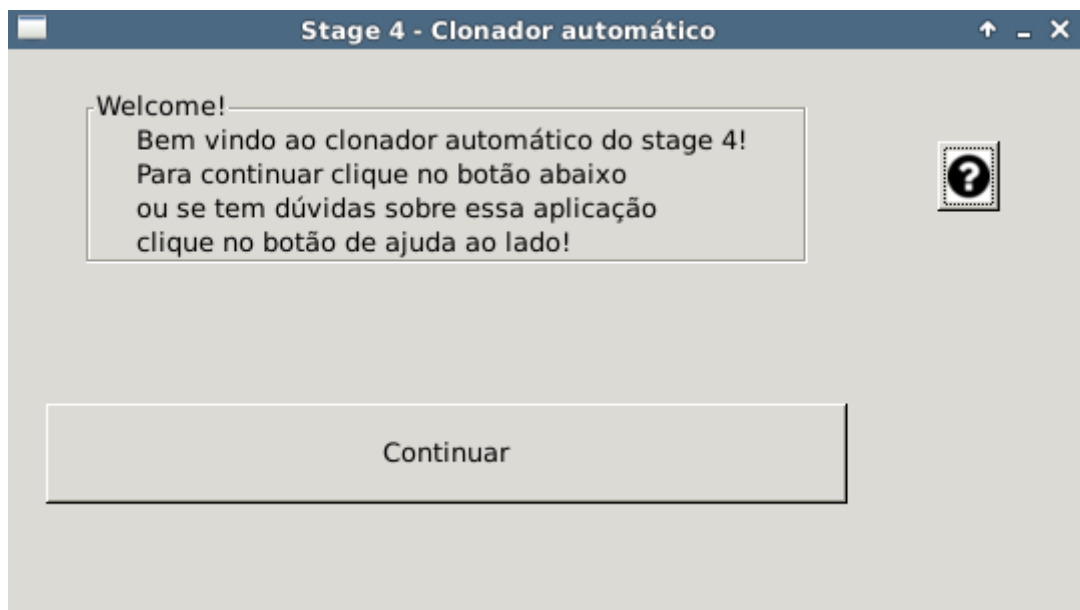 Stage 4 - Clonador automático
Welcome!
Bem vindo ao clonador automático do stage 4!
Para continuar clique no botão abaixo
ou se tem dúvidas sobre essa aplicação
clique no botão de ajuda ao lado!
?
Continuar